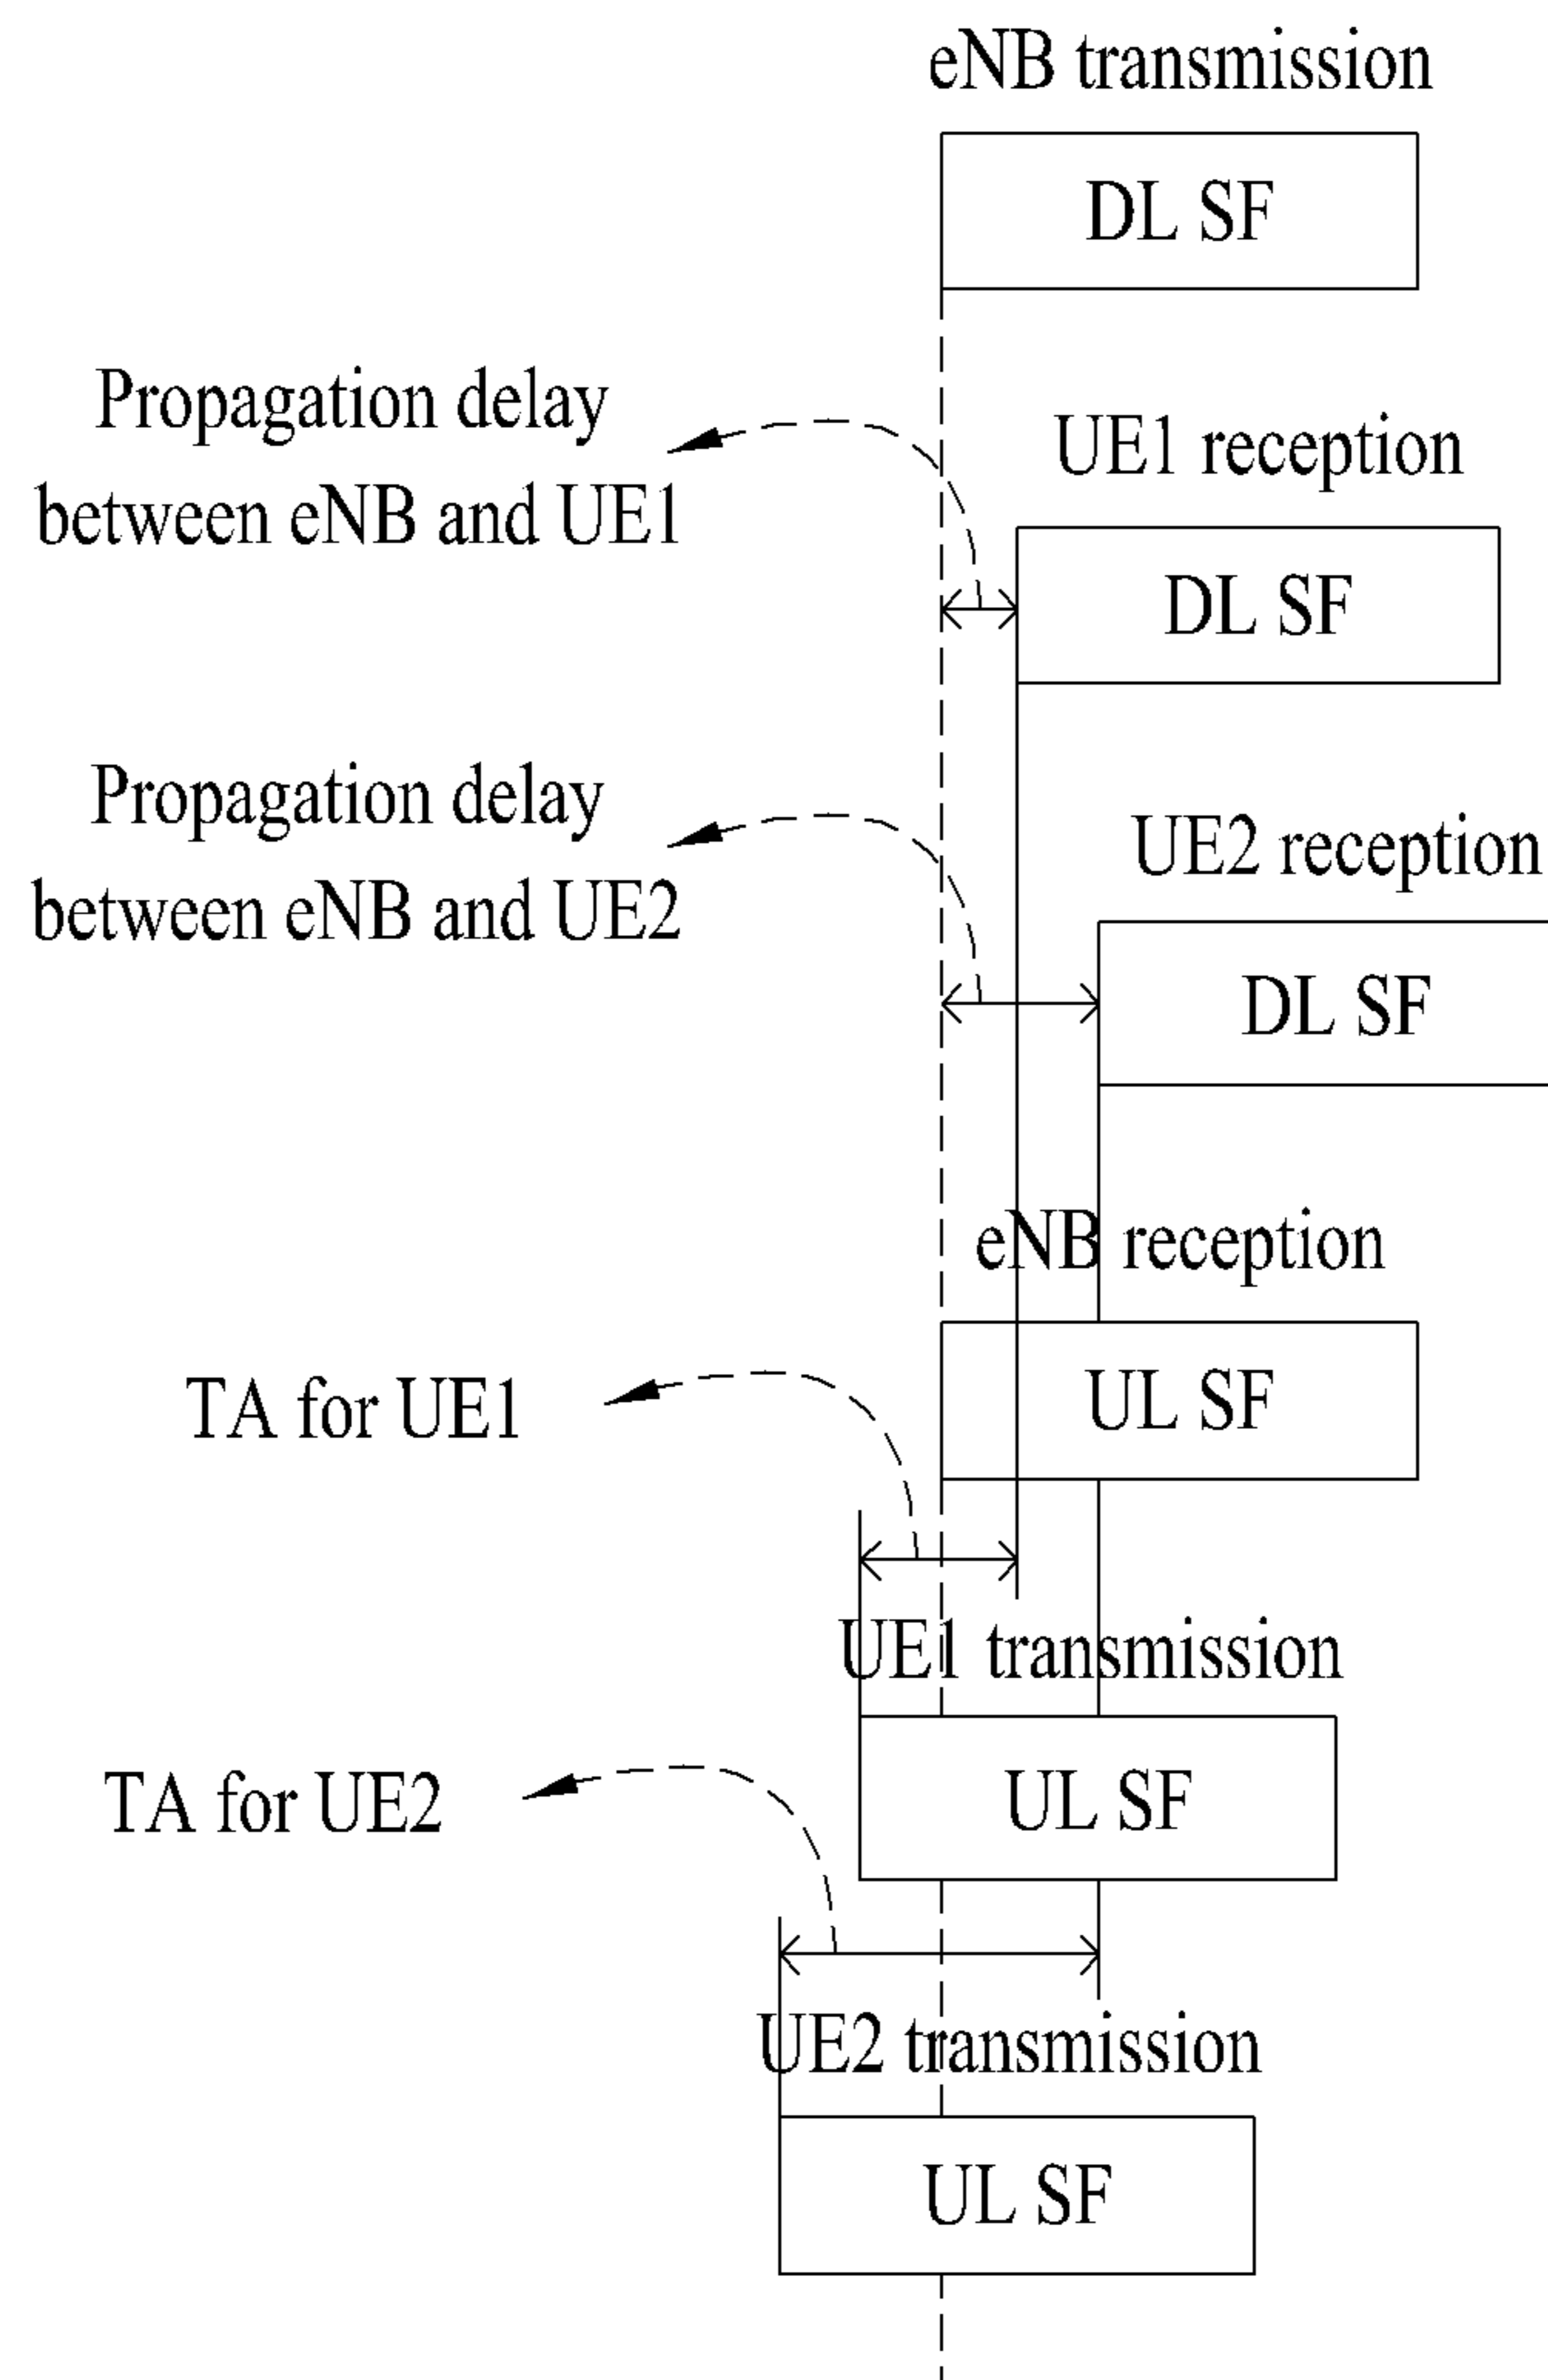 eNB transmission
DL SF
Propagation delay
between eNB and UE1
UE1 reception
DL SF
Propagation delay
between eNB and UE2
UE2 reception
DL SF
eNB reception
UL SF
TA for UE1
UE1 transmission
UL SF
TA for UE2
UE2 transmission
UL SF